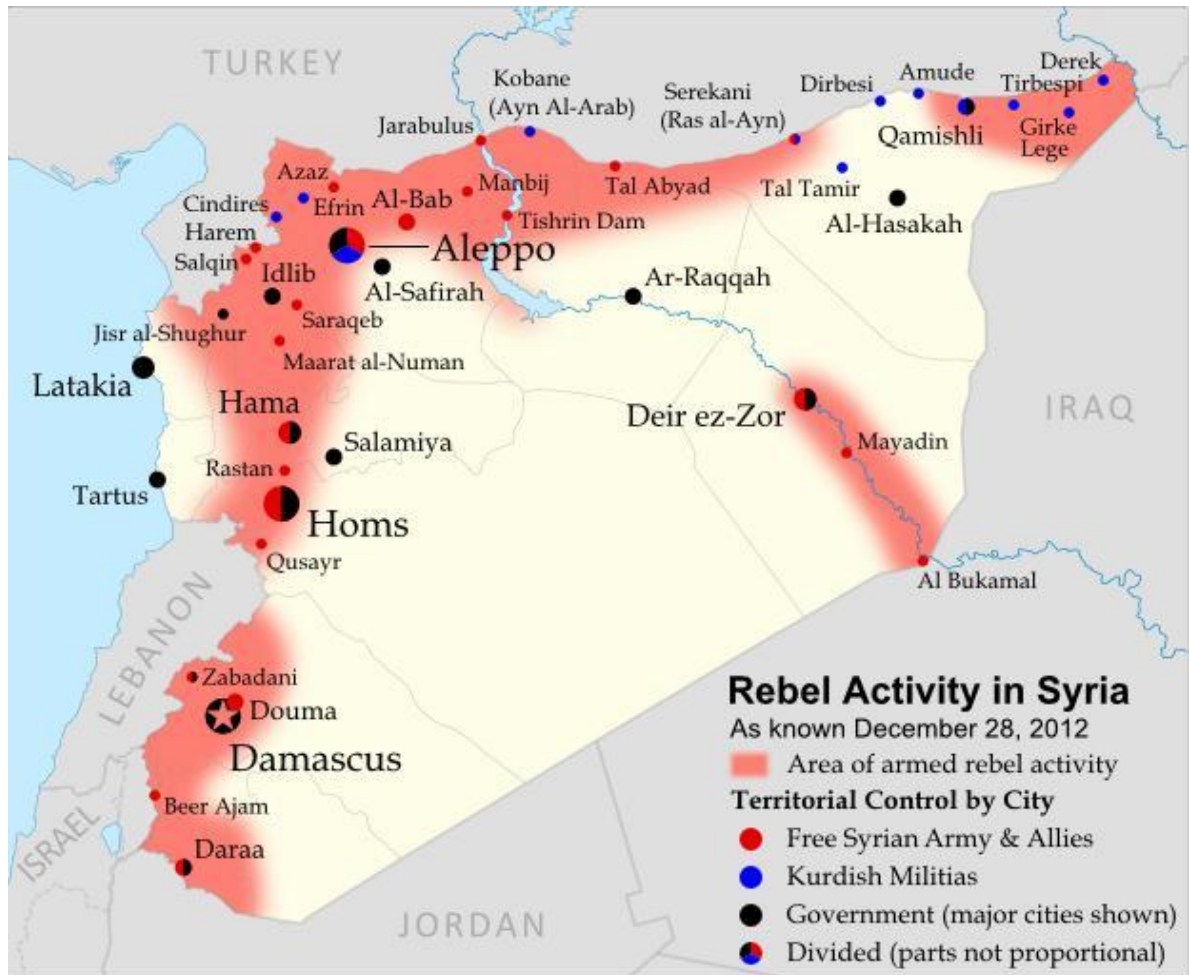 TURKEY
Kobane
(Ayn Al-Arab)
Serekani
(Ras al-Ayn)
Dirbesi
Amude
Derek
Tirbespi
Jarabulus
Qamishli
Girke
Lege
Azaz
Cindires
Efrin
Al-Bab
Manbij
Tal Abyad
Tal Tamir
Harem
Tishrin Dam
Al-Hasakah
Salqin
Aleppo
Idlib
Al-Safirah
Ar-Raqqah
Saraqeb
Jisr al-Shughur
Maarat al-Numan
Latakia
Hama
Deir ez-Zor
IRAQ
Salamiya
Mayadin
Rastan
Tartus
Homs
Qusayr
Al Bukamal
LEBANON
Zabadani
Douma
Damascus
Beer Ajam
ISRAEL
Daraa
JORDAN
Rebel Activity in Syria
As known December 28, 2012
Area of armed rebel activity
Territorial Control by City
Free Syrian Army & Allies
Kurdish Militias
Government (major cities shown)
Divided (parts not proportional)